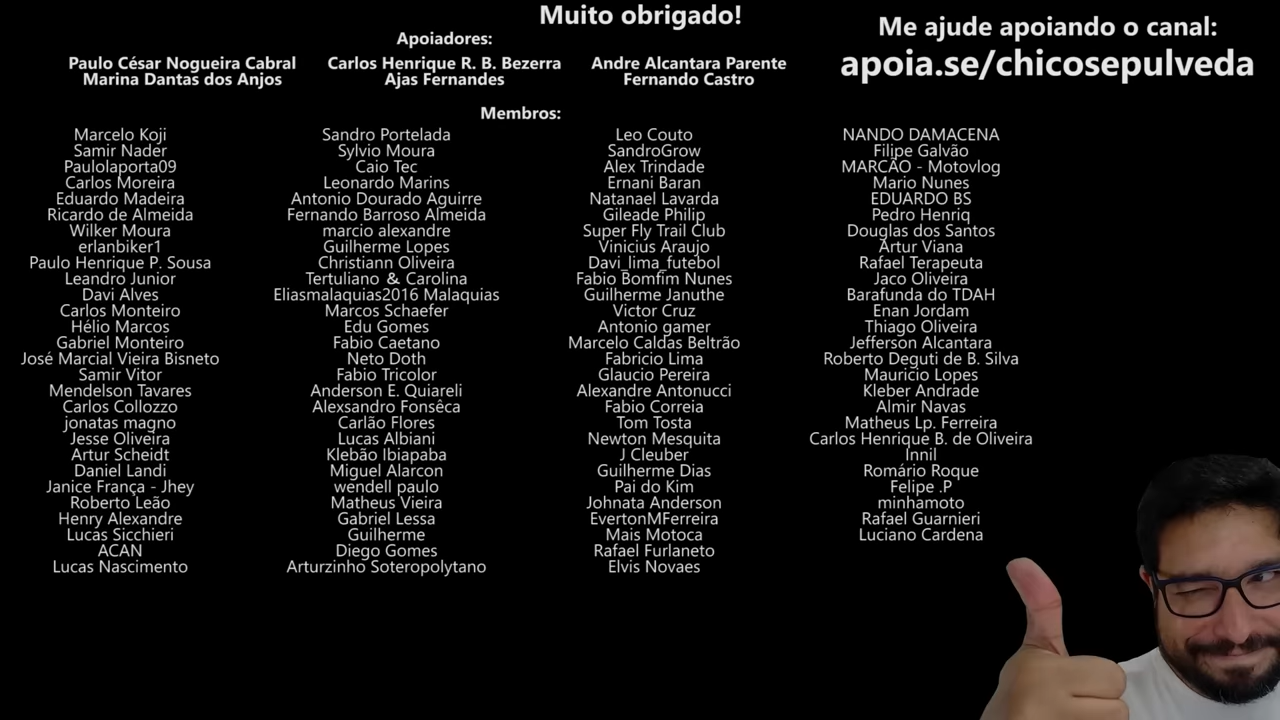 Muito obrigado!
Apoiadores:
Paulo César Nogueira Cabral
Marina Dantas dos Anjos
Carlos Henrique R. B. Bezerra
Ajas Fernandes
Andre Alcantara Parente
Fernando Castro
Me ajude apoiando o canal:
apoia.se/chicosepulveda
Membros:
Marcelo Koji
Samir Nader
Paulolaporta09
Carlos Moreira
Eduardo Madeira
Ricardo de Almeida
Wilker Moura
erlanbiker1
Paulo Henrique P. Sousa
Leandro Junior
Davi Alves
Carlos Monteiro
Hélio Marcos
Gabriel Monteiro
José Marcial Vieira Bisneto
Samir Vitor
Mendelson Tavares
Carlos Collozzo
jonatas magno
Jesse Oliveira
Artur Scheidt
Daniel Landi
Janice França - Jhey
Roberto Leão
Henry Alexandre
Lucas Sicchieri
ACAN
Lucas Nascimento
Sandro Portelada
Sylvio Moura
Caio Tec
Leonardo Marins
Antonio Dourado Aguirre
Fernando Barroso Almeida
marcio alexandre
Guilherme Lopes
Christiann Oliveira
Tertuliano & Carolina
Eliasmalaquias2016 Malaquias
Marcos Schaefer
Edu Gomes
Fabio Caetano
Neto Doth
Fabio Tricolor
Anderson E. Quiareli
Alexsandro Fonsêca
Carlão Flores
Lucas Albiani
Klebão Ibiapaba
Miguel Alarcon
wendell paulo
Matheus Vieira
Gabriel Lessa
Guilherme
Diego Gomes
Arturzinho Soteropolytano
Leo Couto
SandroGrow
Alex Trindade
Ernani Baran
Natanael Lavarda
Gileade Philip
Super Fly Trail Club
Vinicius Araujo
Davi_lima_futebol
Fabio Bomfim Nunes
Guilherme Januthe
Victor Cruz
Antonio gamer
Marcelo Caldas Beltrão
Fabricio Lima
Glaucio Pereira
Alexandre Antonucci
Fabio Correia
Tom Tosta
Newton Mesquita
J Cleuber
Guilherme Dias
Pai do Kim
Johnata Anderson
EvertonMFerreira
Mais Motoca
Rafael Furlaneto
Elvis Novaes
NANDO DAMACENA
Filipe Galvão
MARCÃO - Motovlog
Mario Nunes
EDUARDO BS
Pedro Henriq
Douglas dos Santos
Artur Viana
Rafael Terapeuta
Jaco Oliveira
Barafunda do TDAH
Enan Jordam
Thiago Oliveira
Jefferson Alcantara
Roberto Deguti de B. Silva
Mauricio Lopes
Kleber Andrade
Almir Navas
Matheus Lp. Ferreira
Carlos Henrique B. de Oliveira
Innil
Romário Roque
Felipe .P
minhamoto
Rafael Guarnieri
Luciano Cardena